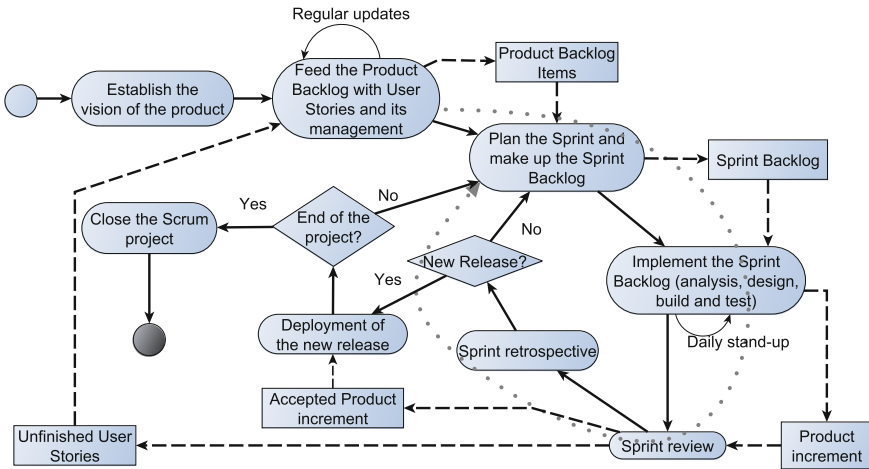 Regular updates
Establish the
vision of the product
Feed the Product
Backlog with User
Stories and its
management
Product Backlog
Items
Plan the Sprint and
make up the Sprint
Backlog
Sprint Backlog
Close the Scrum
project
Yes
End of the
project?
No
New Release?
No
Yes
Implement the Sprint
Backlog (analysis, design,
build and test)
Daily stand-up
Deployment of
the new release
Sprint retrospective
Accepted Product
increment
Unfinished User
Stories
Sprint review
Product
increment